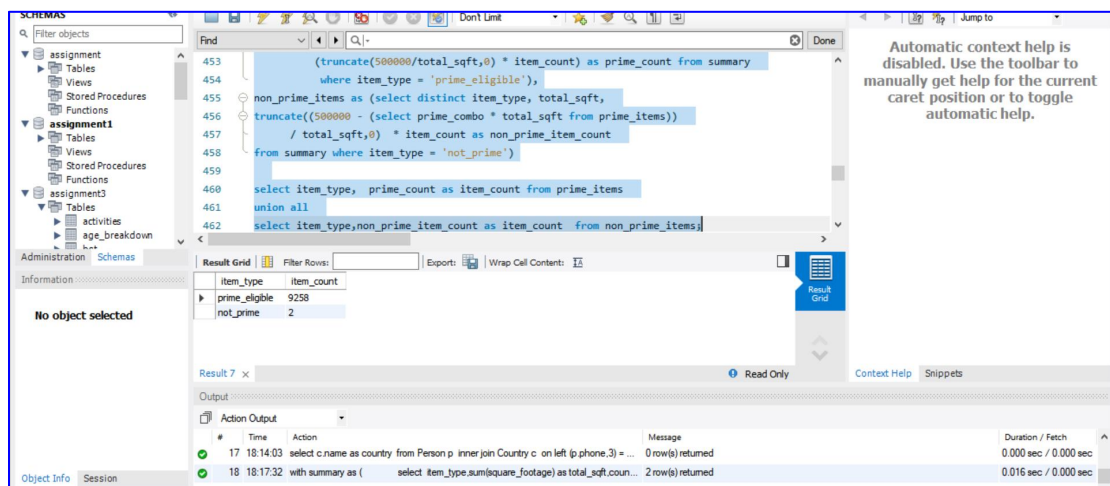 SCHEMAS
Don't Limit
Jump to
Filter objects
Find
Done
assignment
Tables
Views
Stored Procedures
Functions
assignment1
Tables
Views
Stored Procedures
Functions
assignment3
Tables
activities
age_breakdown
Administration Schemas
Information
No object selected
Object Info Session
453 (truncate(500000/total_sqft,0) * item_count) as prime_count from summary
454 where item_type = 'prime_eligible'),
455 non_prime_items as (select distinct item_type, total_sqft,
456 truncate((500000 - (select prime_combo * total_sqft from prime_items))
457 / total_sqft,0) * item_count as non_prime_item_count
458 from summary where item_type = 'not_prime')
459
460 select item_type, prime_count as item_count from prime_items
461 union all
462 select item_type,non_prime_item_count as item_count from non_prime_items;
Result Grid Filter Rows: Export: Wrap Cell Content:
item_type item_count
prime_eligible 9258
not_prime 2
Result Grid
Result 7 Read Only
Output
Action Output
# Time Action Message Duration / Fetch
17 18:14:03 select c.name as country from Person p inner join Country c on left (p.phone,3) = ... 0 row(s) returned 0.000 sec / 0.000 sec
18 18:17:32 with summary as ( select item_type,sum(square_footage) as total_sqft,coun... 2 row(s) returned 0.016 sec / 0.000 sec
Automatic context help is
disabled. Use the toolbar to
manually get help for the current
caret position or to toggle
automatic help.
Context Help Snippets